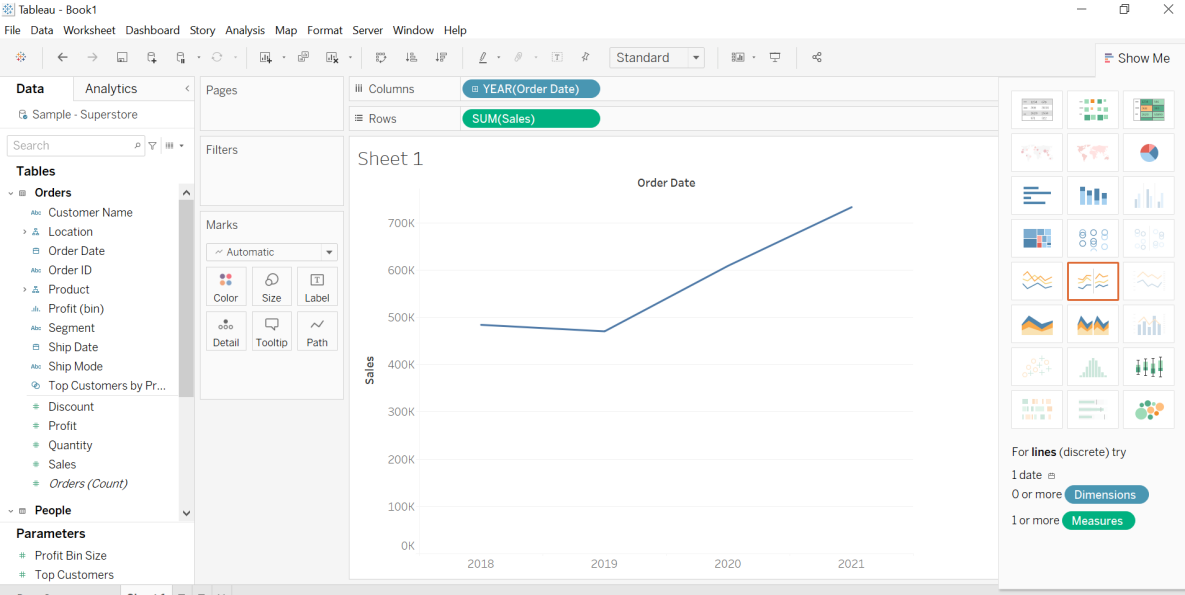 Tableau - Book1
File Data Worksheet Dashboard Story Analysis Map Format Server Window Help
Standard
Show Me
Data
Analytics
Sample - Superstore
Search
Tables
Orders
Abc Customer Name
Location
Order Date
Abc Order ID
Product
Profit (bin)
Abc Segment
Ship Date
Abc Ship Mode
Top Customers by Pr...
# Discount
# Profit
# Quantity
# Sales
# Orders (Count)
People
Parameters
# Profit Bin Size
# Top Customers
Pages
Filters
Marks
Automatic
Color Size Label
Detail Tooltip Path
Columns YEAR(Order Date)
Rows SUM(Sales)
Sheet 1
Order Date
Sales
700K
600K
500K
400K
300K
200K
100K
0K
2018 2019 2020 2021
For lines (discrete) try
1 date
0 or more Dimensions
1 or more Measures